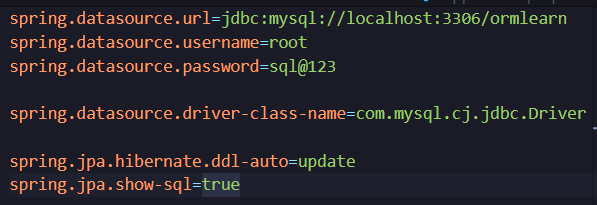 spring.datasource.url=jdbc:mysql://localhost:3306/ormlearn
spring.datasource.username=root
spring.datasource.password=sql@123
spring.datasource.driver-class-name=com.mysql.cj.jdbc.Driver
spring.jpa.hibernate.ddl-auto=update
spring.jpa.show-sql=true